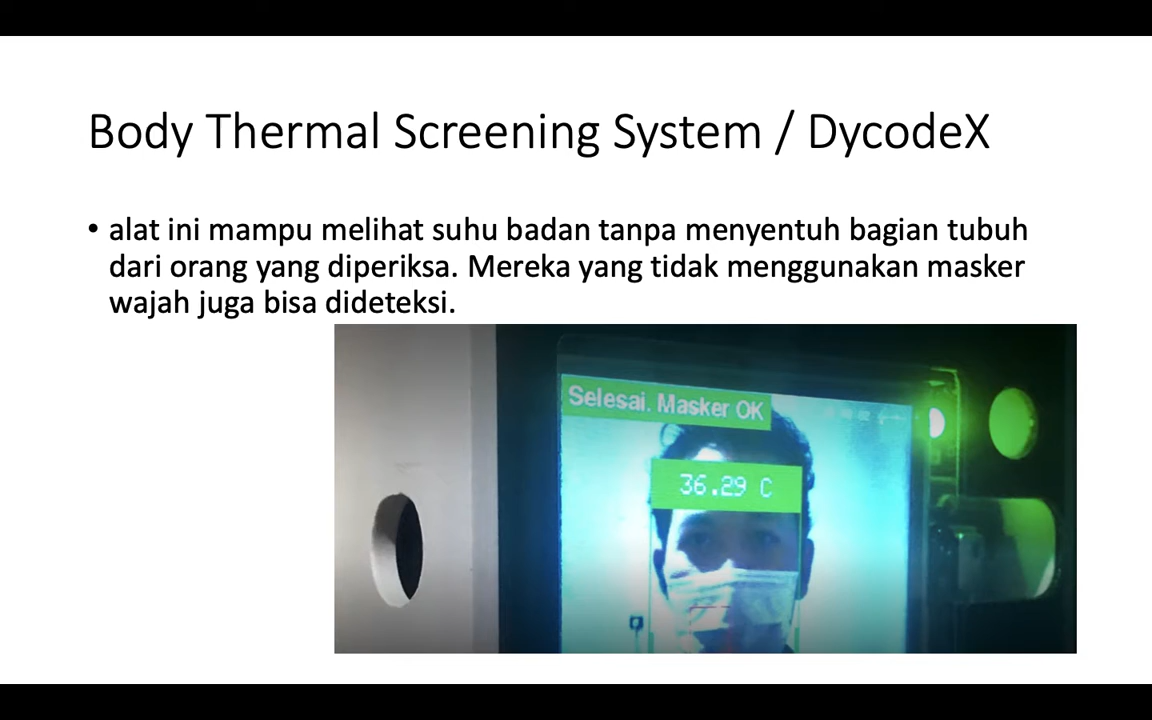 Body Thermal Screening System / DycodeX
• alat ini mampu melihat suhu badan tanpa menyentuh bagian tubuh
dari orang yang diperiksa. Mereka yang tidak menggunakan masker
wajah juga bisa dideteksi.
Selesai. Masker OK
36.29 C